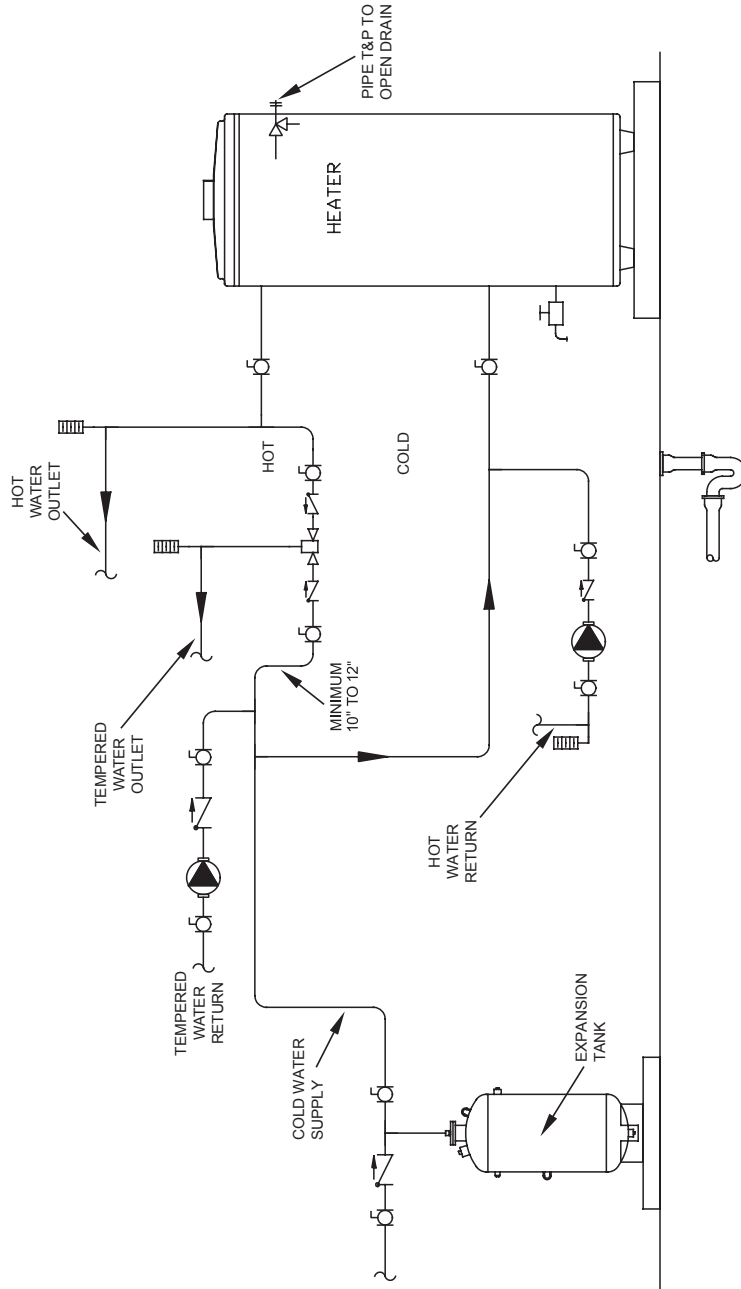 PIPE T&P TO
OPEN DRAIN
HEATER
HOT
WATER
OUTLET
HOT
COLD
TEMPERED
WATER
OUTLET
MINIMUM
10" TO 12"
HOT
WATER
RETURN
TEMPERED
WATER
RETURN
COLD WATER
SUPPLY
EXPANSION
TANK